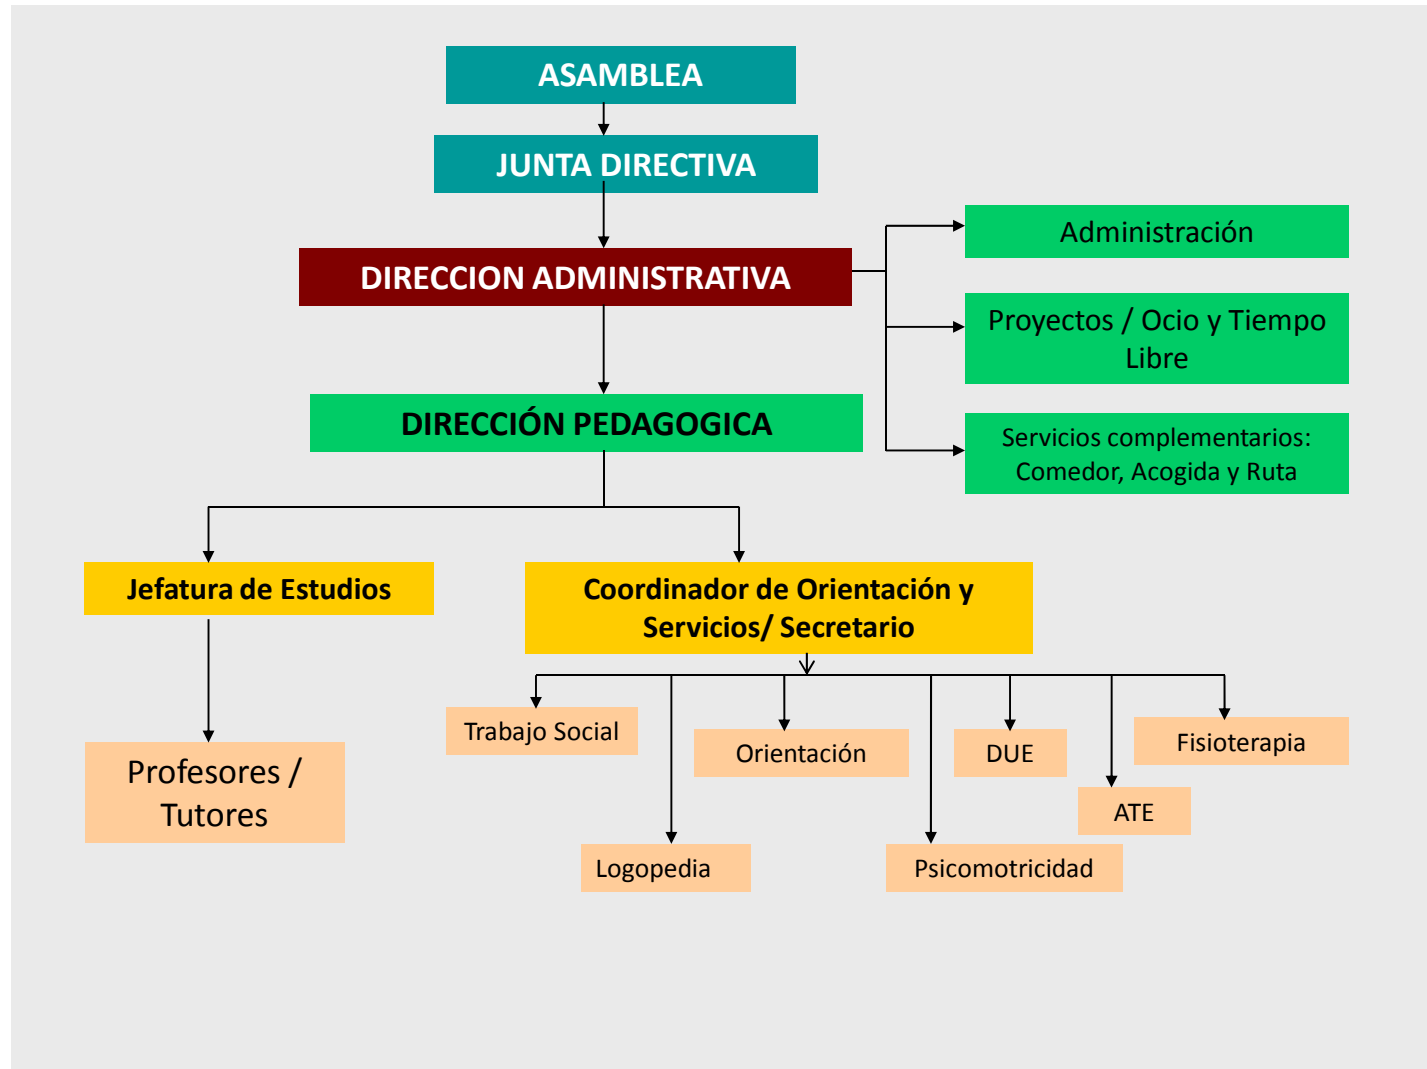 ASAMBLEA
JUNTA DIRECTIVA
DIRECCION ADMINISTRATIVA
Administración
Proyectos / Ocio y Tiempo
Libre
Servicios complementarios:
Comedor, Acogida y Ruta
DIRECCIÓN PEDAGOGICA
Jefatura de Estudios
Coordinador de Orientación y
Servicios/ Secretario
Profesores /
Tutores
Trabajo Social
Logopedia
Orientación
Psicomotricidad
DUE
ATE
Fisioterapia